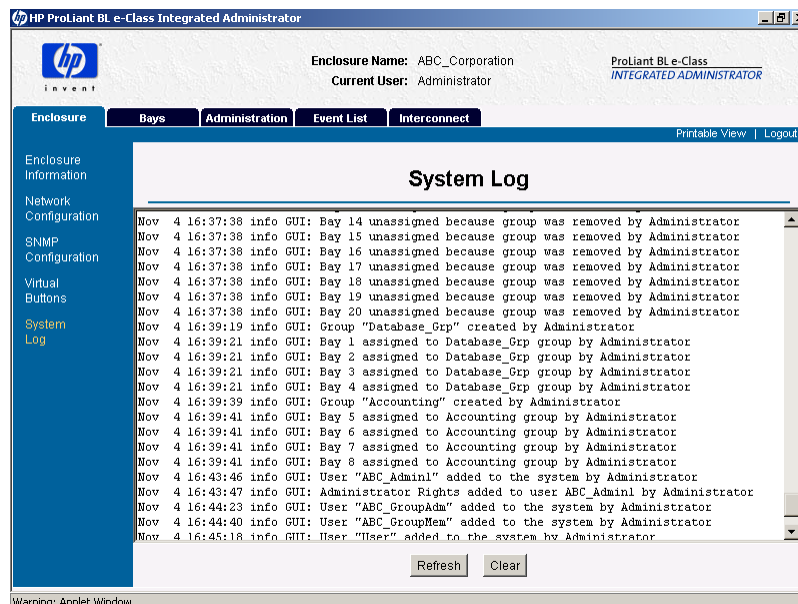 HP ProLiant BL e-Class Integrated Administrator
hp
invent
Enclosure Name: ABC_Corporation
Current User: Administrator
ProLiant BL e-Class
INTEGRATED ADMINISTRATOR
Enclosure Bays Administration Event List Interconnect
Printable View | Logout
Enclosure
Information
Network
Configuration
SNMP
Configuration
Virtual
Buttons
System
Log
System Log
Nov 4 16:37:38 info GUI: Bay 14 unassigned because group was removed by Administrator
Nov 4 16:37:38 info GUI: Bay 15 unassigned because group was removed by Administrator
Nov 4 16:37:38 info GUI: Bay 16 unassigned because group was removed by Administrator
Nov 4 16:37:38 info GUI: Bay 17 unassigned because group was removed by Administrator
Nov 4 16:37:38 info GUI: Bay 18 unassigned because group was removed by Administrator
Nov 4 16:37:38 info GUI: Bay 19 unassigned because group was removed by Administrator
Nov 4 16:37:38 info GUI: Bay 20 unassigned because group was removed by Administrator
Nov 4 16:39:19 info GUI: Group "Database_Grp" created by Administrator
Nov 4 16:39:21 info GUI: Bay 1 assigned to Database_Grp group by Administrator
Nov 4 16:39:21 info GUI: Bay 2 assigned to Database_Grp group by Administrator
Nov 4 16:39:21 info GUI: Bay 3 assigned to Database_Grp group by Administrator
Nov 4 16:39:21 info GUI: Bay 4 assigned to Database_Grp group by Administrator
Nov 4 16:39:39 info GUI: Group "Accounting" created by Administrator
Nov 4 16:39:41 info GUI: Bay 5 assigned to Accounting group by Administrator
Nov 4 16:39:41 info GUI: Bay 6 assigned to Accounting group by Administrator
Nov 4 16:39:41 info GUI: Bay 7 assigned to Accounting group by Administrator
Nov 4 16:39:41 info GUI: Bay 8 assigned to Accounting group by Administrator
Nov 4 16:43:46 info GUI: User "ABC_Admin1" added to the system by Administrator
Nov 4 16:43:47 info GUI: Administrator Rights added to user ABC_Admin1 by Administrator
Nov 4 16:44:23 info GUI: User "ABC_GroupAdm" added to the system by Administrator
Nov 4 16:44:40 info GUI: User "ABC_GroupMem" added to the system by Administrator
Nov 4 16:45:18 info GUI: User "User" added to the system by Administrator
Refresh Clear
Warning: Applet Window